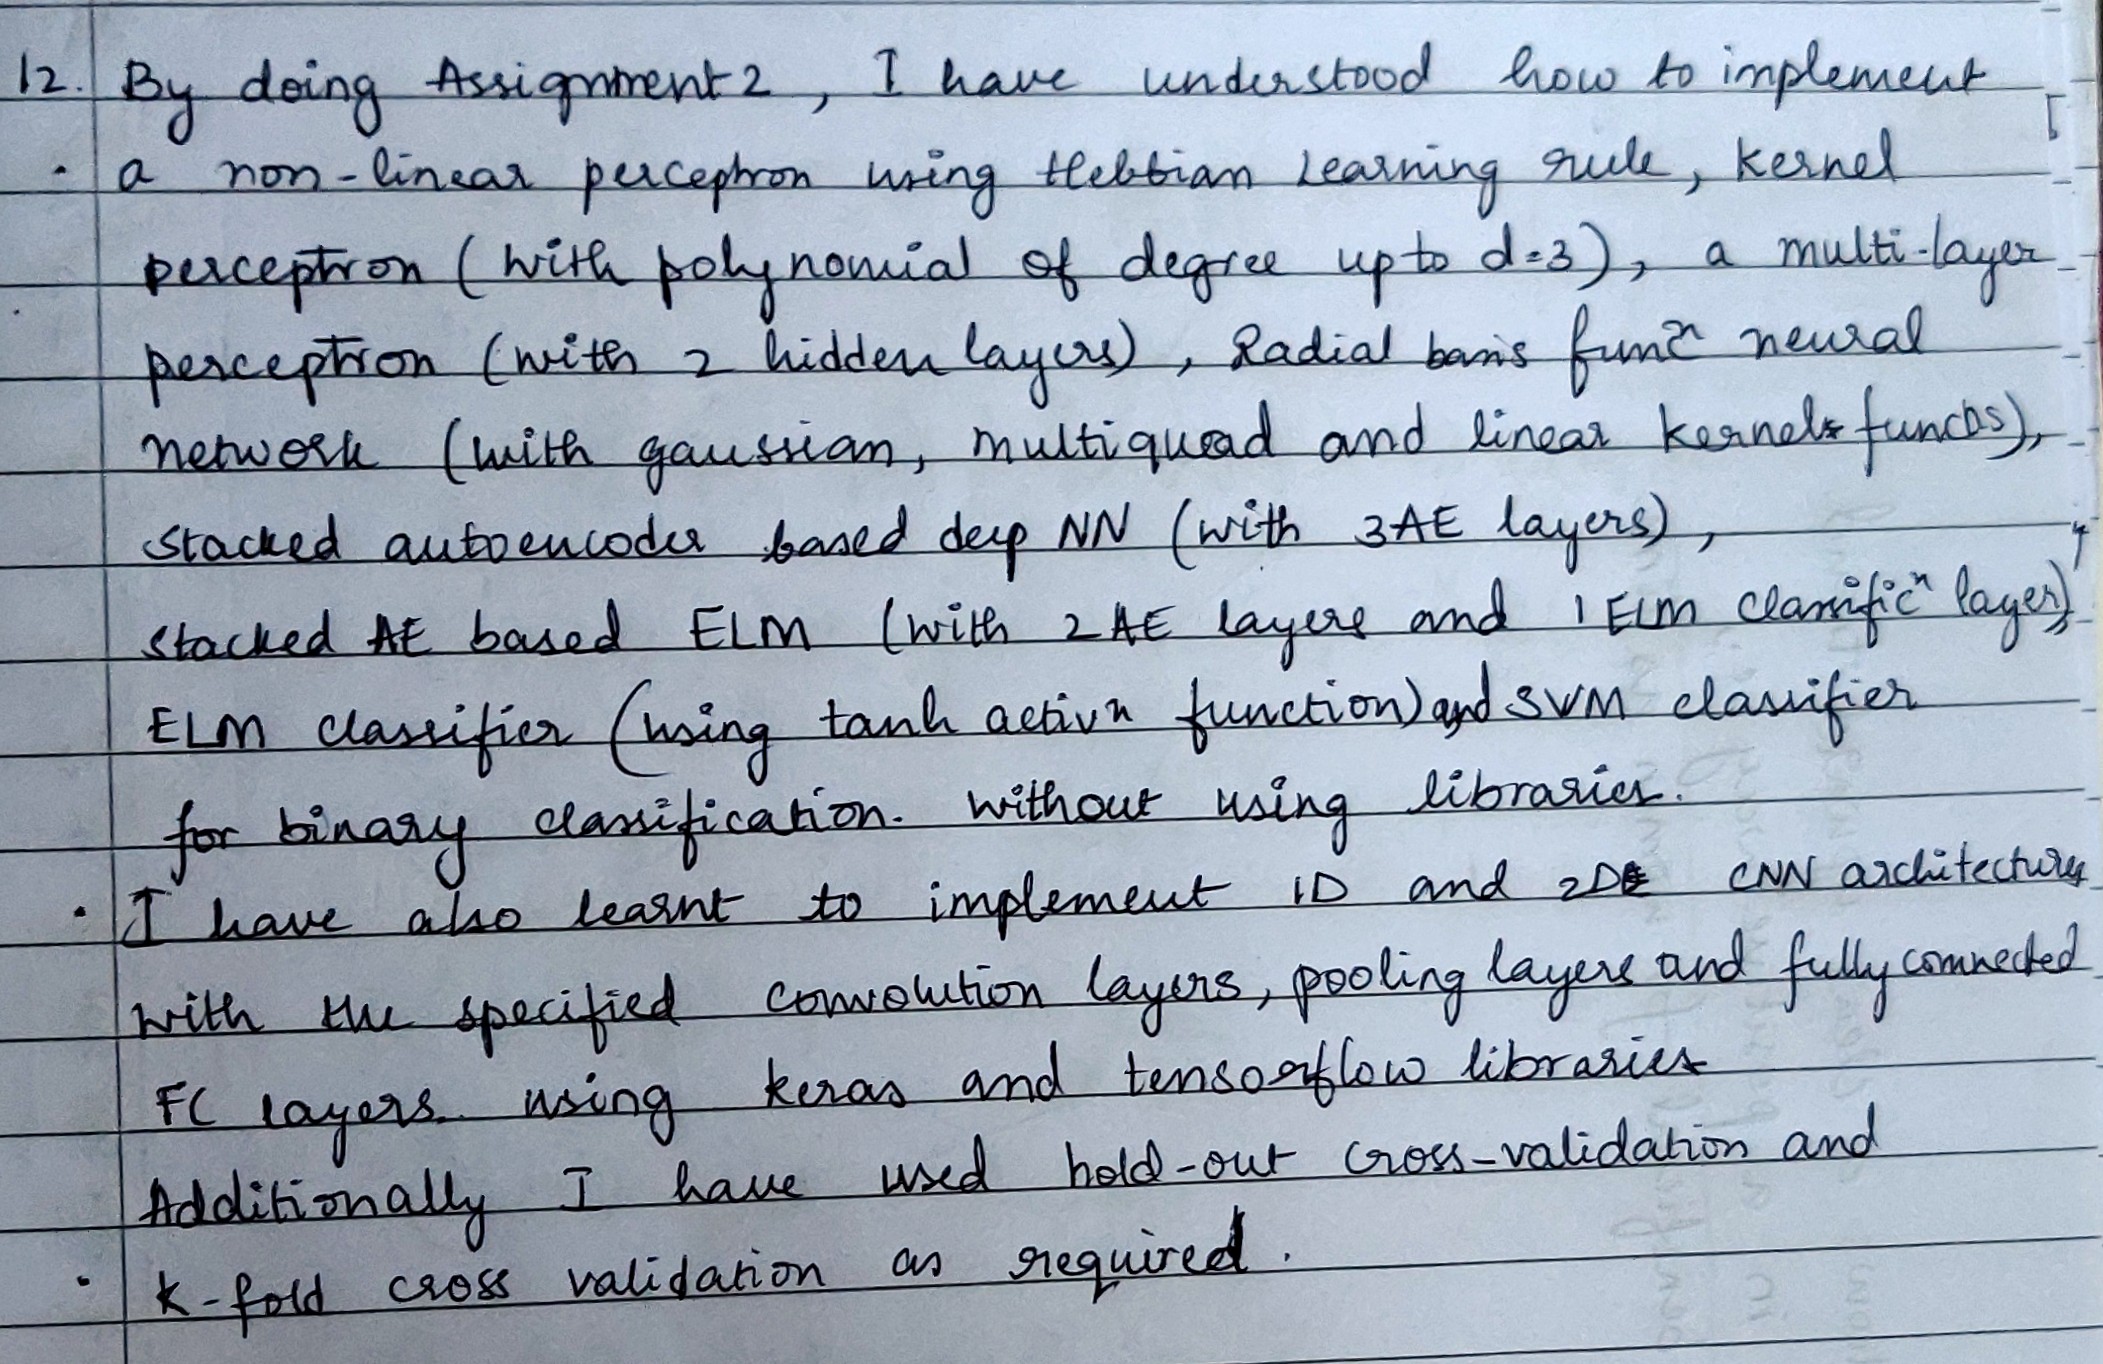 12. By doing Assignment 2, I have understood how to implement
. a non-linear perceptron using Hebbian Learning rule, Kernel
perceptron (with polynomial of degree upto d=3), a multi-layer
perceptron (with 2 hidden layers), Radial basis funcⁿ neural
network (with gaussian, multiquad and linear kernel funcⁿs),
stacked autoencoder based deep NN (with 3AE layers),
stacked AE based ELM (with 2 AE layers and 1 ELM classificⁿ layer),
ELM classifier (using tanh activⁿ function) and SVM classifier
for binary classification. without using libraries.
. I have also learnt to implement 1D and 2D CNN architectures
with the specified convolution layers, pooling layers and fully connected
FC layers. using keras and tensorflow libraries
Additionally I have used hold-out cross-validation and
. K-fold cross validation as required.